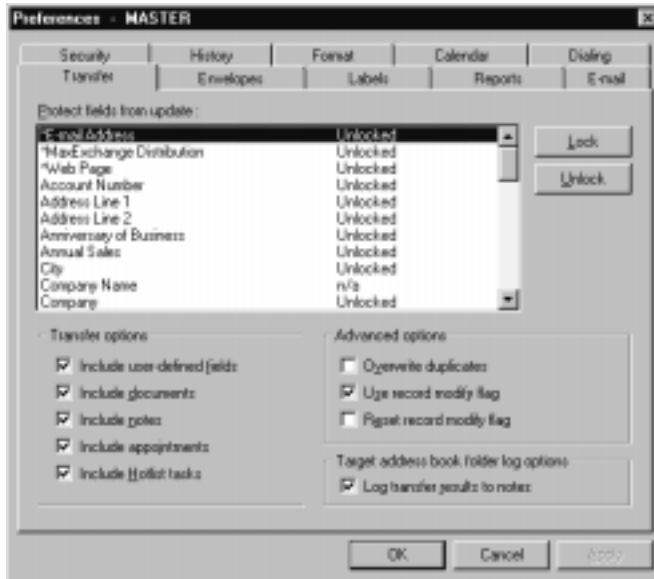 Preferences - MASTER
Security History Format Calendar Dialing
Transfer Envelopes Labels Reports E-mail
Protect fields from update:
*E-mail Address Unlocked
*MaxExchange Distribution Unlocked
*Web Page Unlocked
Account Number Unlocked
Address Line 1 Unlocked
Address Line 2 Unlocked
Anniversary of Business Unlocked
Annual Sales Unlocked
City Unlocked
Company Name n/a
Company Unlocked
Lock
Unlock
Transfer options
Include user-defined fields
Include documents
Include notes
Include appointments
Include Hotlist tasks
Advanced options
Overwrite duplicates
Use record modify flag
Reset record modify flag
Target address book folder log options
Log transfer results to notes
OK Cancel Apply